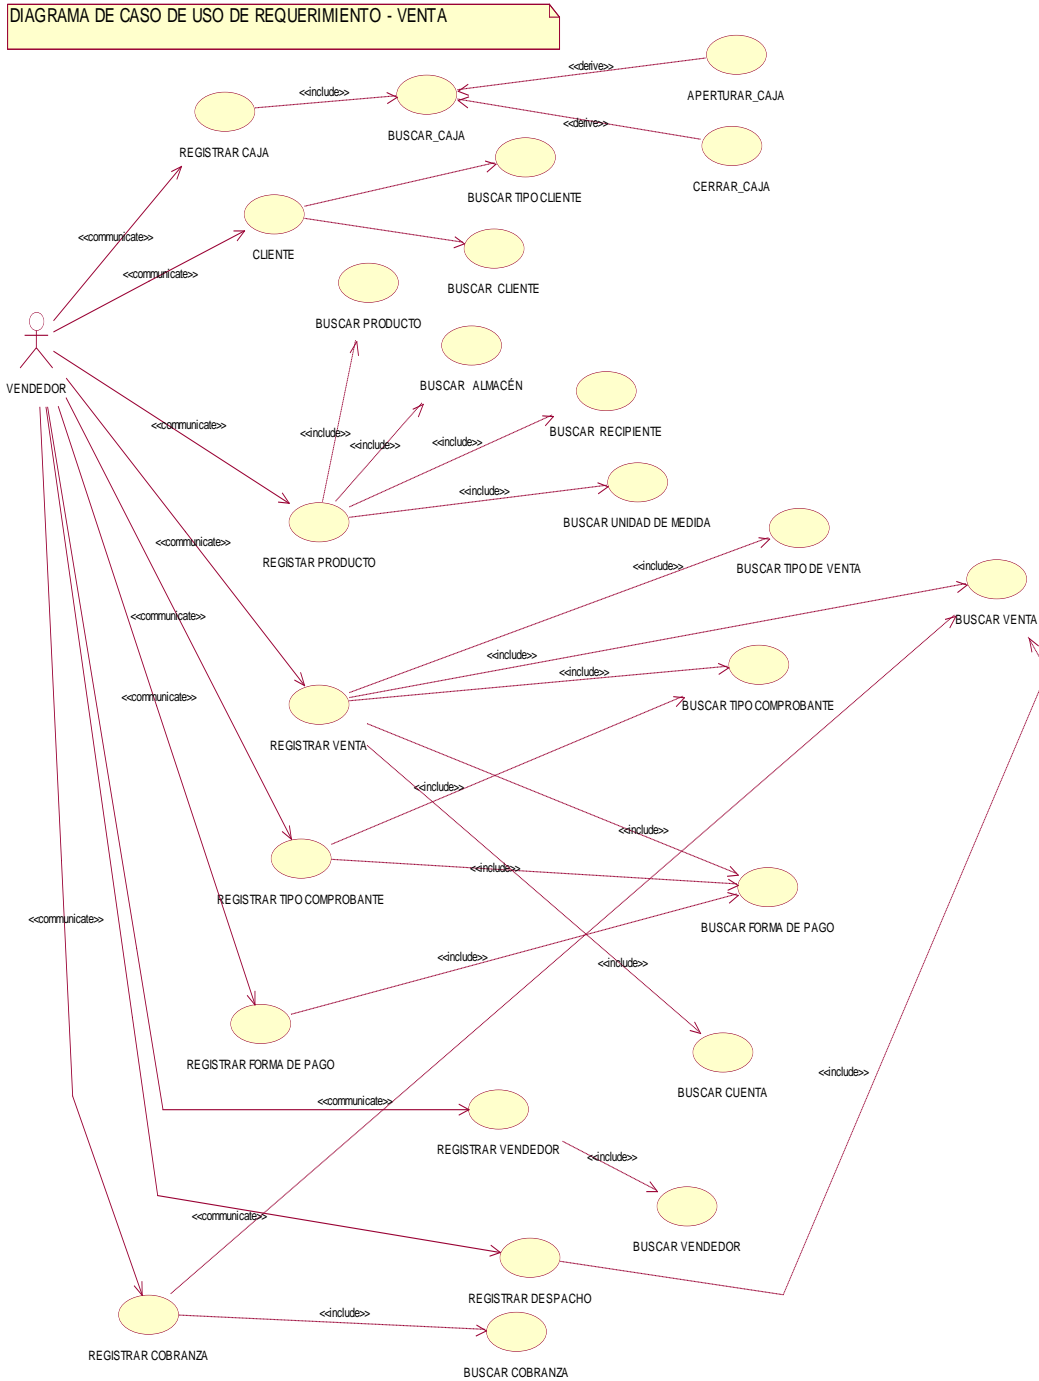 DIAGRAMA DE CASO DE USO DE REQUERIMIENTO - VENTA
<<derive>>
<<include>>
APERTURAR_CAJA
<<derive>>
BUSCAR_CAJA
REGISTRAR CAJA
CERRAR_CAJA
BUSCAR TIPO CLIENTE
<<communicate>>
CLIENTE
<<communicate>>
BUSCAR CLIENTE
BUSCAR PRODUCTO
VENDEDOR
BUSCAR ALMACÉN
<<communicate>>
<<include>>
<<include>>
<<include>>
BUSCAR RECIPIENTE
<<include>>
BUSCAR UNIDAD DE MEDIDA
<<communicate>>
REGISTAR PRODUCTO
<<include>>
BUSCAR TIPO DE VENTA
<<communicate>>
BUSCAR VENTA
<<include>>
<<include>>
<<communicate>>
BUSCAR TIPO COMPROBANTE
REGISTRAR VENTA
<<include>>
<<include>>
<<include>>
REGISTRAR TIPO COMPROBANTE
<<communicate>>
BUSCAR FORMA DE PAGO
<<include>>
<<include>>
REGISTRAR FORMA DE PAGO
<<include>>
BUSCAR CUENTA
<<communicate>>
REGISTRAR VENDEDOR
<<include>>
<<communicate>>
BUSCAR VENDEDOR
REGISTRAR DESPACHO
<<include>>
REGISTRAR COBRANZA
BUSCAR COBRANZA